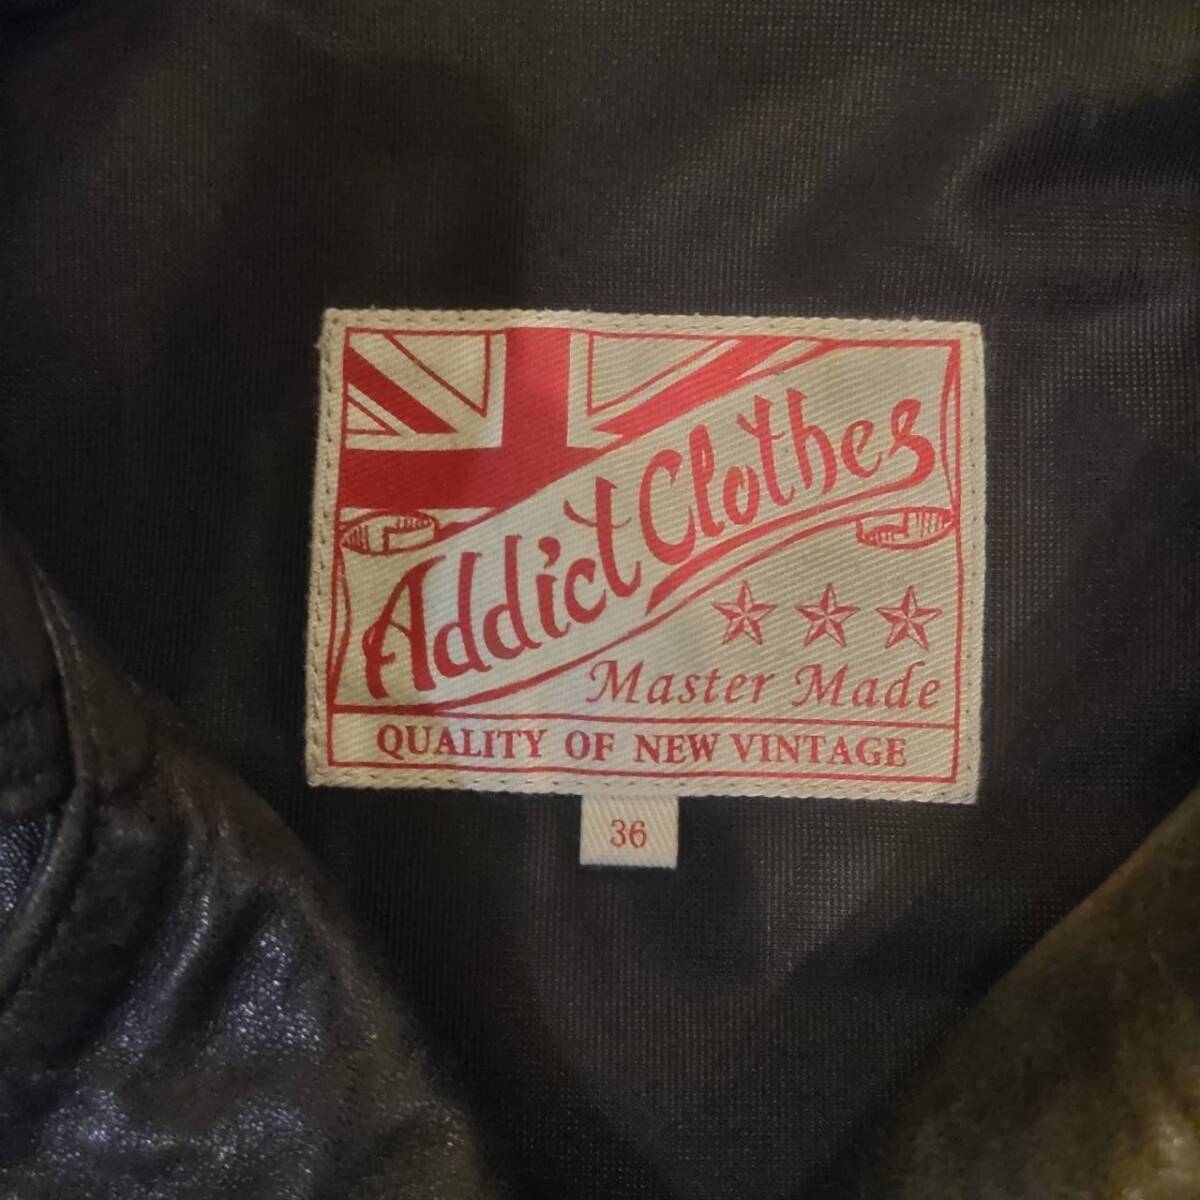 Addict Clothes
Master Made
QUALITY OF NEW VINTAGE
36